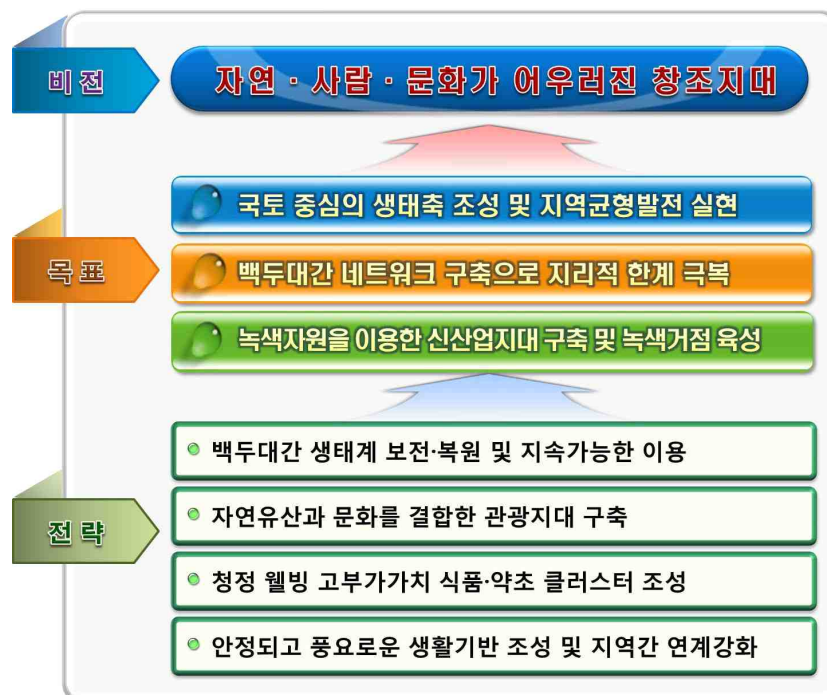 비전
자연 · 사람 · 문화가 어우러진 창조지대
목표
국토 중심의 생태축 조성 및 지역균형발전 실현
백두대간 네트워크 구축으로 지리적 한계 극복
녹색자원을 이용한 신산업지대 구축 및 녹색거점 육성
전략
백두대간 생태계 보전·복원 및 지속가능한 이용
자연유산과 문화를 결합한 관광지대 구축
청정 웰빙 고부가가치 식품·약초 클러스터 조성
안정되고 풍요로운 생활기반 조성 및 지역간 연계강화